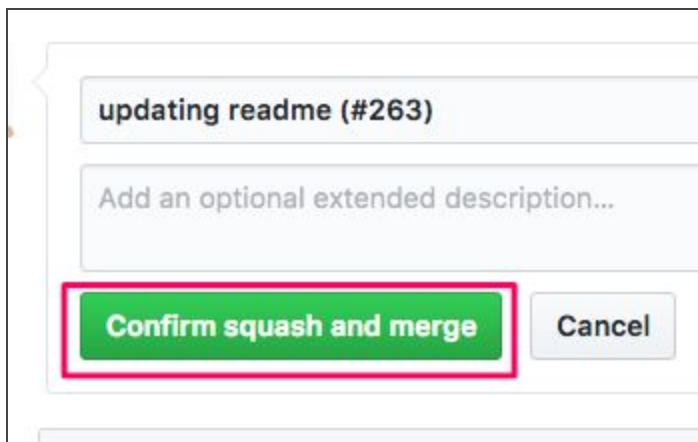 updating readme (#263)
Add an optional extended description...
Confirm squash and merge
Cancel